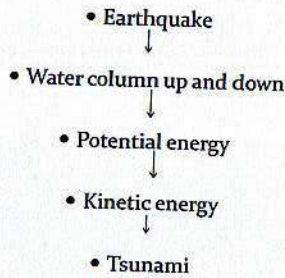 • Earthquake
↓
• Water column up and down
↓
• Potential energy
↓
• Kinetic energy
↓
• Tsunami